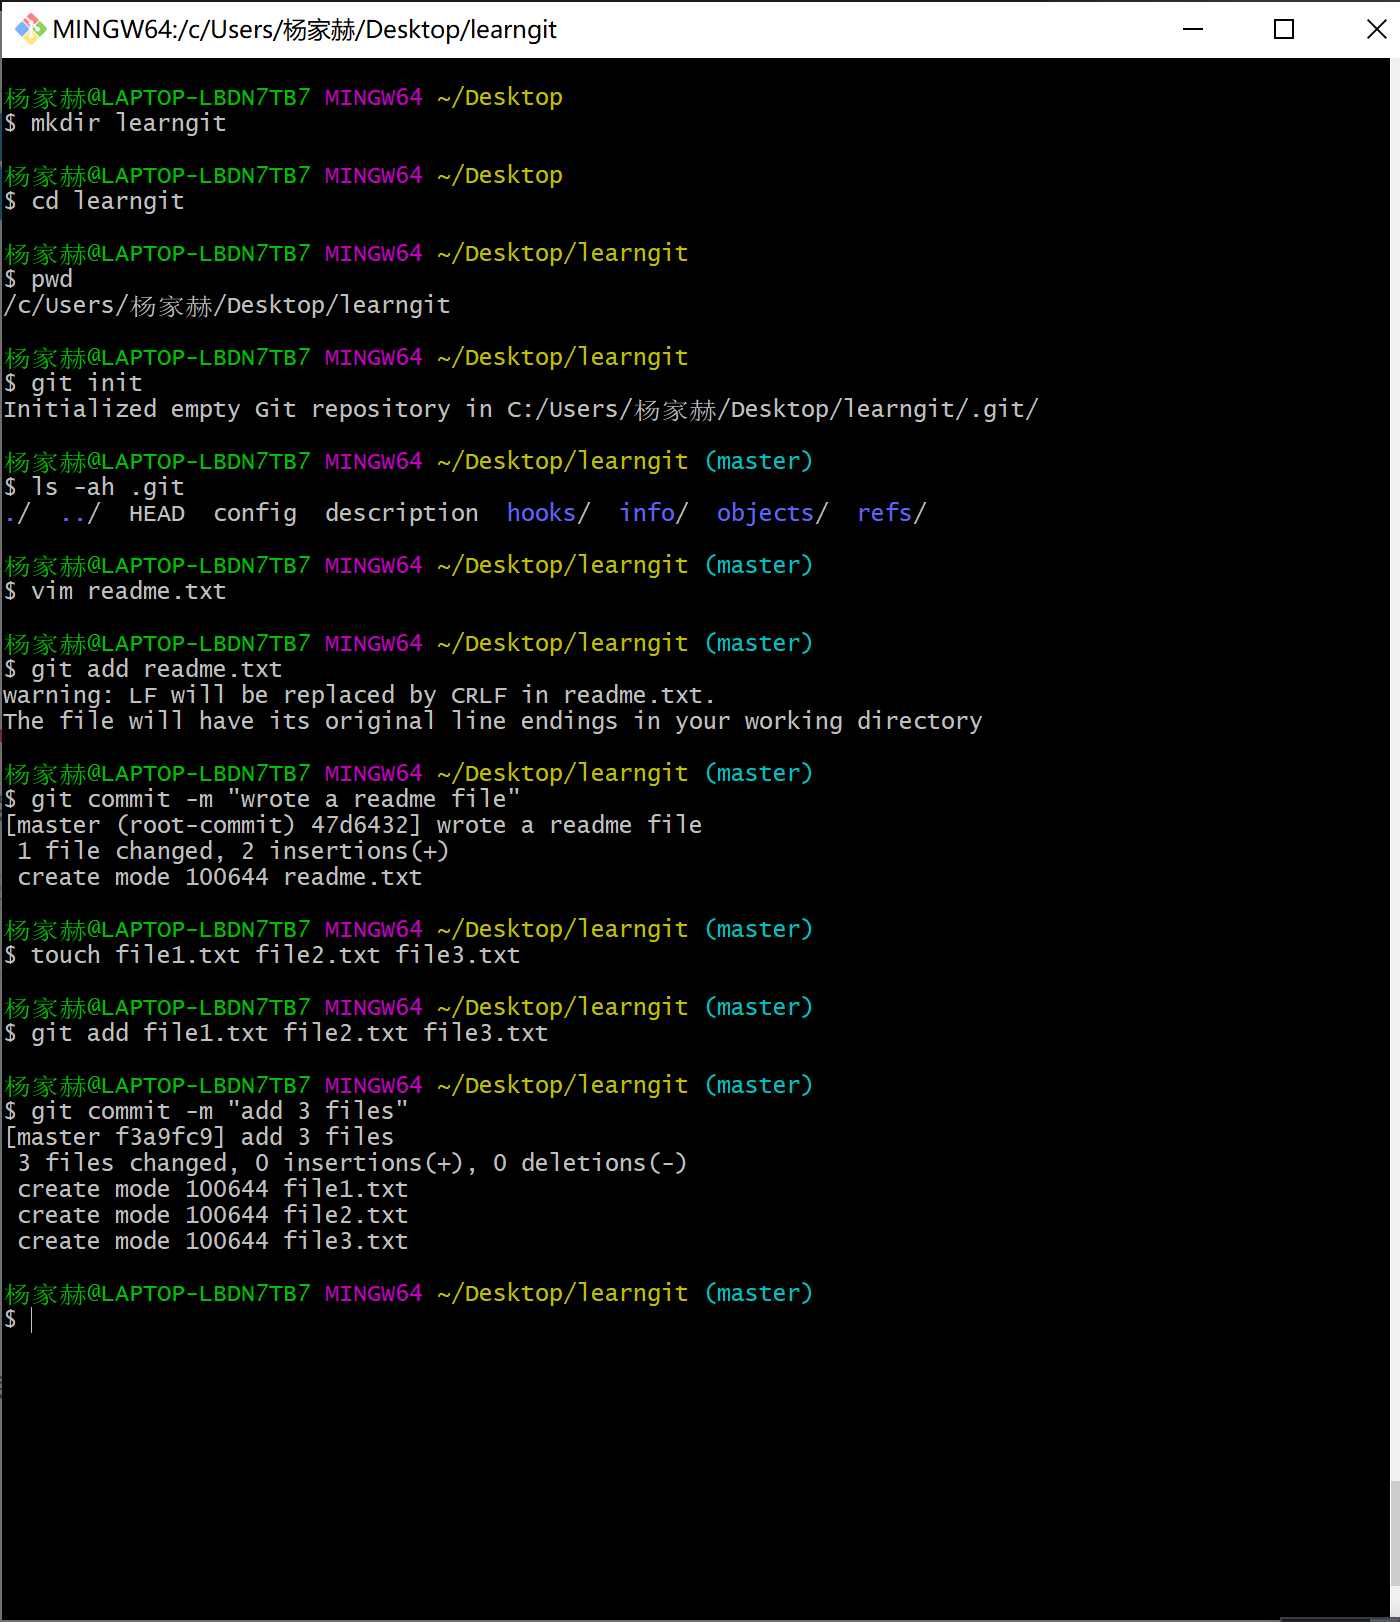 MINGW64:/c/Users/杨家赫/Desktop/learngit
杨家赫@LAPTOP-LBDN7TB7 MINGW64 ~/Desktop
$ mkdir learngit
杨家赫@LAPTOP-LBDN7TB7 MINGW64 ~/Desktop
$ cd learngit
杨家赫@LAPTOP-LBDN7TB7 MINGW64 ~/Desktop/learngit
$ pwd
/c/Users/杨家赫/Desktop/learngit
杨家赫@LAPTOP-LBDN7TB7 MINGW64 ~/Desktop/learngit
$ git init
Initialized empty Git repository in C:/Users/杨家赫/Desktop/learngit/.git/
杨家赫@LAPTOP-LBDN7TB7 MINGW64 ~/Desktop/learngit (master)
$ ls -ah .git
./  ../  HEAD  config  description  hooks/  info/  objects/  refs/
杨家赫@LAPTOP-LBDN7TB7 MINGW64 ~/Desktop/learngit (master)
$ vim readme.txt
杨家赫@LAPTOP-LBDN7TB7 MINGW64 ~/Desktop/learngit (master)
$ git add readme.txt
warning: LF will be replaced by CRLF in readme.txt.
The file will have its original line endings in your working directory
杨家赫@LAPTOP-LBDN7TB7 MINGW64 ~/Desktop/learngit (master)
$ git commit -m "wrote a readme file"
[master (root-commit) 47d6432] wrote a readme file
 1 file changed, 2 insertions(+)
 create mode 100644 readme.txt
杨家赫@LAPTOP-LBDN7TB7 MINGW64 ~/Desktop/learngit (master)
$ touch file1.txt file2.txt file3.txt
杨家赫@LAPTOP-LBDN7TB7 MINGW64 ~/Desktop/learngit (master)
$ git add file1.txt file2.txt file3.txt
杨家赫@LAPTOP-LBDN7TB7 MINGW64 ~/Desktop/learngit (master)
$ git commit -m "add 3 files"
[master f3a9fc9] add 3 files
 3 files changed, 0 insertions(+), 0 deletions(-)
 create mode 100644 file1.txt
 create mode 100644 file2.txt
 create mode 100644 file3.txt
杨家赫@LAPTOP-LBDN7TB7 MINGW64 ~/Desktop/learngit (master)
$